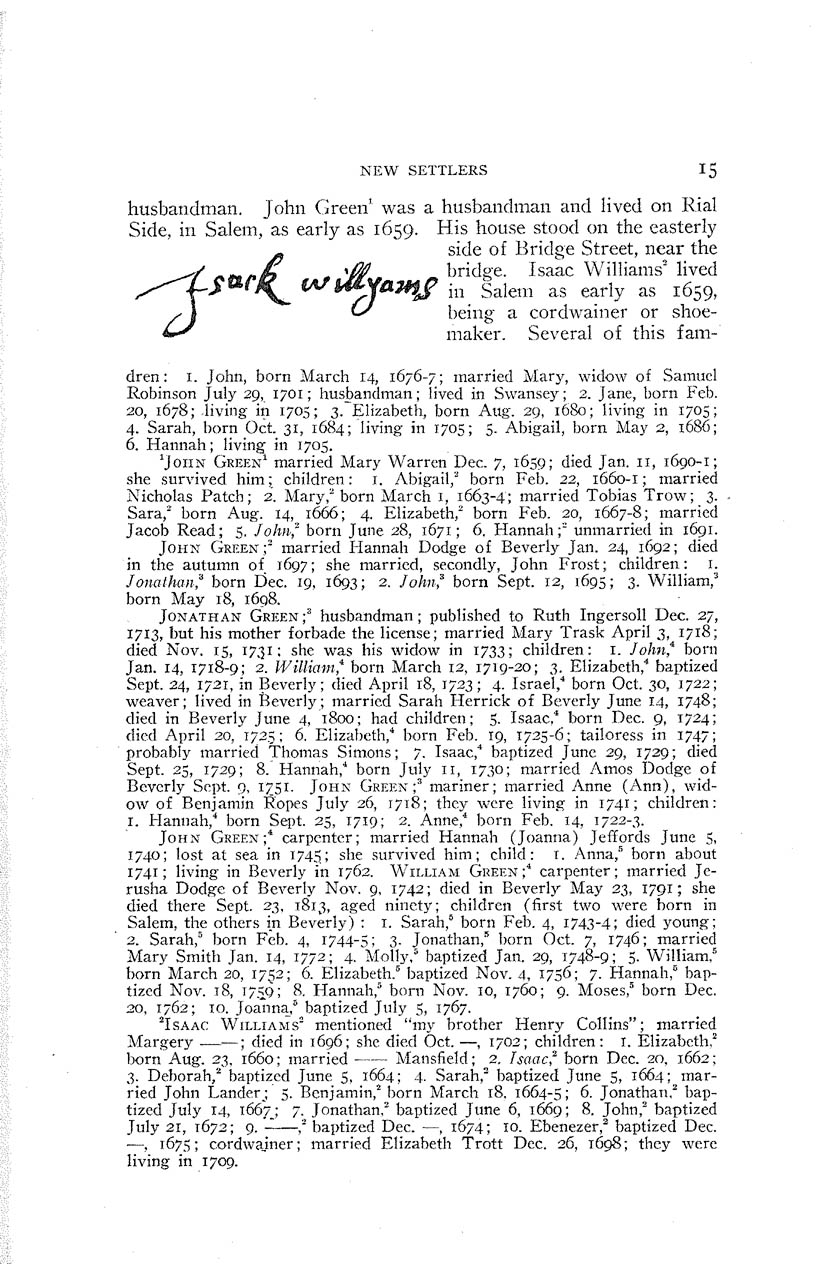 NEW SETTLERS 15
husbandman. John Green¹ was a husbandman and lived on Rial
Side, in Salem, as early as 1659. His house stood on the easterly
side of Bridge Street, near the
bridge. Isaac Williams² lived
in Salem as early as 1659,
being a cordwainer or shoe-
maker. Several of this fam-
Isack willyams
dren: 1. John, born March 14, 1676-7; married Mary, widow of Samuel
Robinson July 29, 1701; husbandman; lived in Swansey; 2. Jane, born Feb.
20, 1678; living in 1705; 3. Elizabeth, born Aug. 29, 1680; living in 1705;
4. Sarah, born Oct. 31, 1684; living in 1705; 5. Abigail, born May 2, 1686;
6. Hannah; living in 1705.
¹JOHN GREEN¹ married Mary Warren Dec. 7, 1659; died Jan. 11, 1690-1;
she survived him; children: 1. Abigail,² born Feb. 22, 1660-1; married
Nicholas Patch; 2. Mary,² born March 1, 1663-4; married Tobias Trow; 3.
Sara,² born Aug. 14, 1666; 4. Elizabeth,² born Feb. 20, 1667-8; married
Jacob Read; 5. John,² born June 28, 1671; 6. Hannah;² unmarried in 1691.
JOHN GREEN;² married Hannah Dodge of Beverly Jan. 24, 1692; died
in the autumn of 1697; she married, secondly, John Frost; children: 1.
Jonathan,³ born Dec. 19, 1693; 2. John,³ born Sept. 12, 1695; 3. William,³
born May 18, 1698.
JONATHAN GREEN;³ husbandman; published to Ruth Ingersoll Dec. 27,
1713, but his mother forbade the license; married Mary Trask April 3, 1718;
died Nov. 15, 1731; she was his widow in 1733; children: 1. John,⁴ born
Jan. 14, 1718-9; 2. William,⁴ born March 12, 1719-20; 3. Elizabeth,⁴ baptized
Sept. 24, 1721, in Beverly; died April 18, 1723; 4. Israel,⁴ born Oct. 30, 1722;
weaver; lived in Beverly; married Sarah Herrick of Beverly June 14, 1748;
died in Beverly June 4, 1800; had children; 5. Isaac,⁴ born Dec. 9, 1724;
died April 20, 1725; 6. Elizabeth,⁴ born Feb. 19, 1725-6; tailoress in 1747;
probably married Thomas Simons; 7. Isaac,⁴ baptized June 29, 1729; died
Sept. 25, 1729; 8. Hannah,⁴ born July 11, 1730; married Amos Dodge of
Beverly Sept. 9, 1751. JOHN GREEN;³ mariner; married Anne (Ann), wid-
ow of Benjamin Ropes July 26, 1718; they were living in 1741; children:
1. Hannah,⁴ born Sept. 25, 1719; 2. Anne,⁴ born Feb. 14, 1722-3.
JOHN GREEN;⁴ carpenter; married Hannah (Joanna) Jeffords June 5,
1740; lost at sea in 1745; she survived him; child: 1. Anna,⁵ born about
1741; living in Beverly in 1762. WILLIAM GREEN;⁴ carpenter; married Je-
rusha Dodge of Beverly Nov. 9, 1742; died in Beverly May 23, 1791; she
died there Sept. 23, 1813, aged ninety; children (first two were born in
Salem, the others in Beverly): 1. Sarah,⁵ born Feb. 4, 1743-4; died young;
2. Sarah,⁵ born Feb. 4, 1744-5; 3. Jonathan,⁵ born Oct. 7, 1746; married
Mary Smith Jan. 14, 1772; 4. Molly,⁵ baptized Jan. 29, 1748-9; 5. William,⁵
born March 20, 1752; 6. Elizabeth.⁵ baptized Nov. 4, 1756; 7. Hannah,⁵ bap-
tized Nov. 18, 1759; 8. Hannah,⁵ born Nov. 10, 1760; 9. Moses,⁵ born Dec.
20, 1762; 10. Joanna,⁵ baptized July 5, 1767.
²ISAAC WILLIAMS² mentioned "my brother Henry Collins"; married
Margery ——; died in 1696; she died Oct. —, 1702; children: 1. Elizabeth,²
born Aug. 23, 1660; married —— Mansfield; 2. Isaac,² born Dec. 20, 1662;
3. Deborah,² baptized June 5, 1664; 4. Sarah,² baptized June 5, 1664; mar-
ried John Lander; 5. Benjamin,² born March 18, 1664-5; 6. Jonathan,² bap-
tized July 14, 1667; 7. Jonathan,² baptized June 6, 1669; 8. John,² baptized
July 21, 1672; 9. ——,² baptized Dec. —, 1674; 10. Ebenezer,² baptized Dec.
—, 1675; cordwainer; married Elizabeth Trott Dec. 26, 1698; they were
living in 1709.